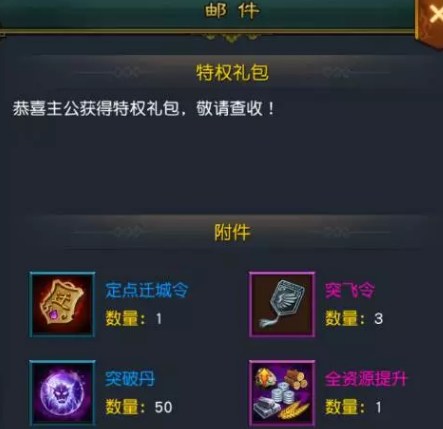 邮件
特权礼包
恭喜主公获得特权礼包，敬请查收！
附件
定点迁城令
数量：1
突飞令
数量：3
突破丹
数量：50
全资源提升
数量：1